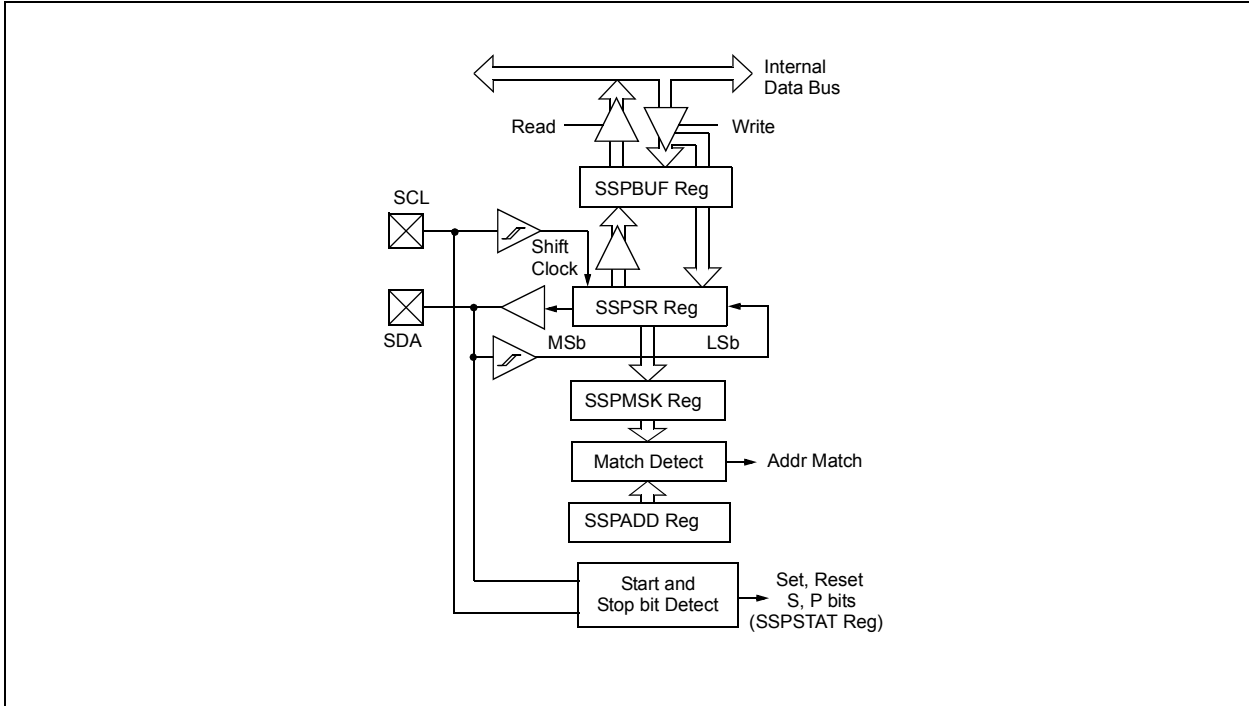 Internal
Data Bus
Read
Write
SSPBUF Reg
SCL
Shift
Clock
SSPSR Reg
SDA
MSb
LSb
SSPMSK Reg
Match Detect
Addr Match
SSPADD Reg
Start and
Stop bit Detect
Set, Reset
S, P bits
(SSPSTAT Reg)